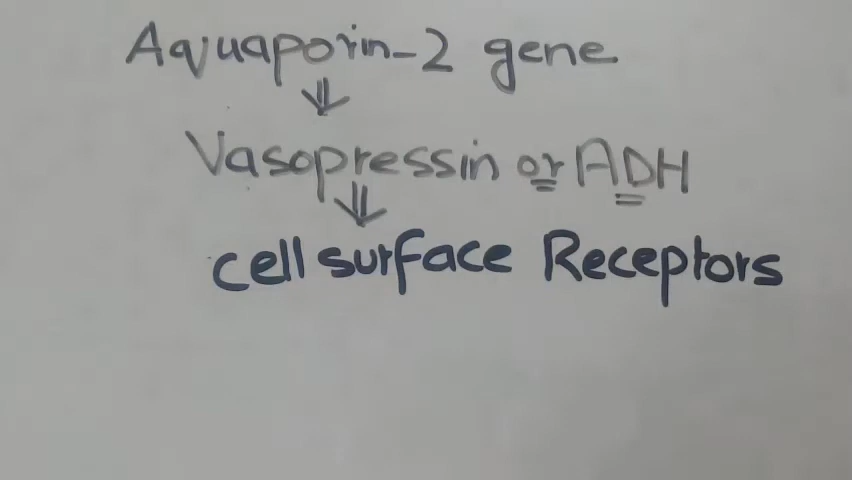 Aquaporin-2 gene
⇓
Vasopressin or ADH
⇓
cell surface Receptors